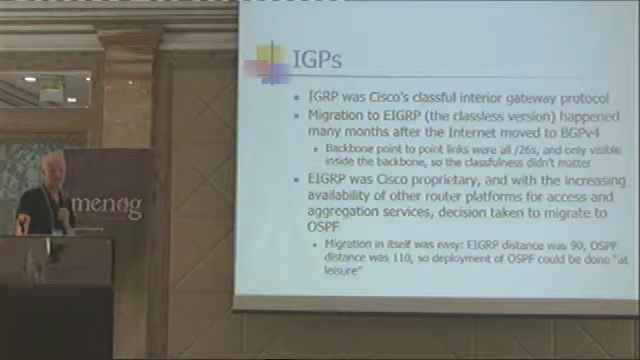 IGPs
IGRP was Cisco's classful interior gateway protocol
Migration to EIGRP (the classless version) happened
many months after the Internet moved to BGPv4
Backbone point to point links were all /26s, and only visible
inside the backbone, so the classfulness didn't matter
EIGRP was Cisco proprietary, and with the increasing
availability of other router platforms for access and
aggregation services, decision taken to migrate to
OSPF
Migration in itself was easy: EIGRP distance was 90, OSPF
distance was 110, so deployment of OSPF could be done "at
leisure"
menog